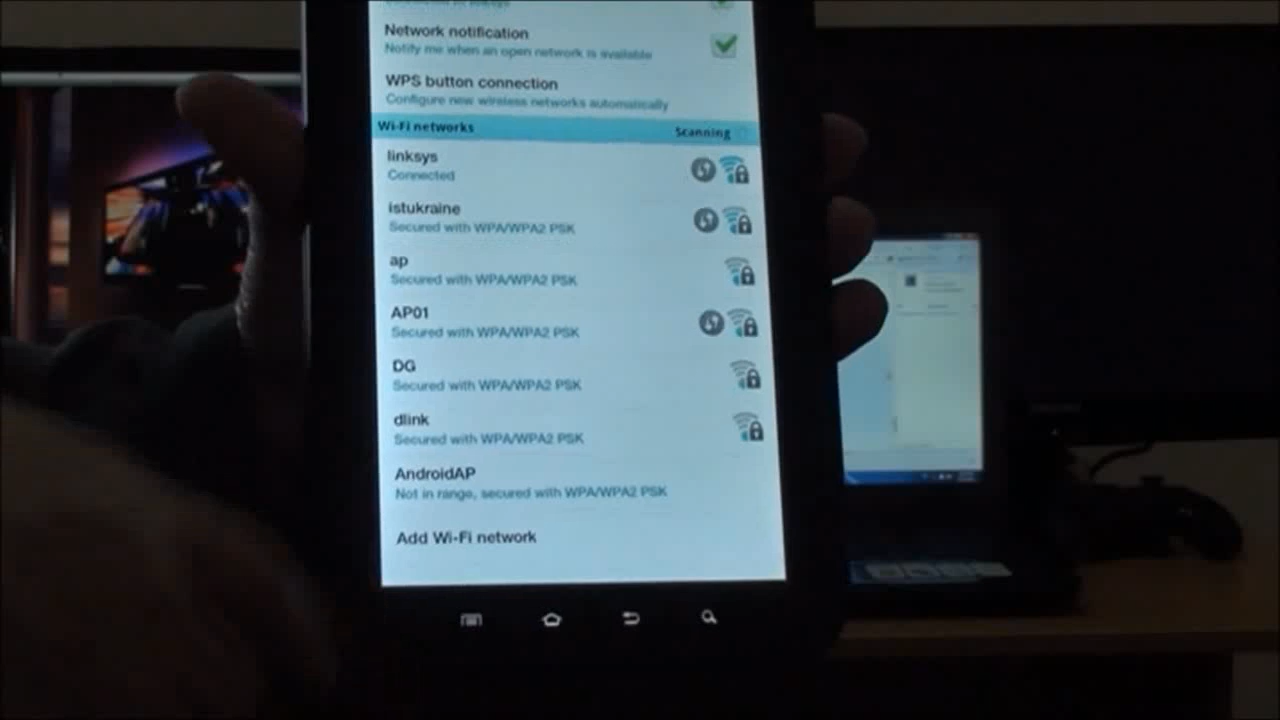 Network notification
Notify me when an open network is available
WPS button connection
Configure new wireless networks automatically
Wi-Fi networks
Scanning
linksys
Connected
istukraine
Secured with WPA/WPA2 PSK
ap
Secured with WPA/WPA2 PSK
AP01
Secured with WPA/WPA2 PSK
DG
Secured with WPA/WPA2 PSK
dlink
Secured with WPA/WPA2 PSK
AndroidAP
Not in range, secured with WPA/WPA2 PSK
Add Wi-Fi network